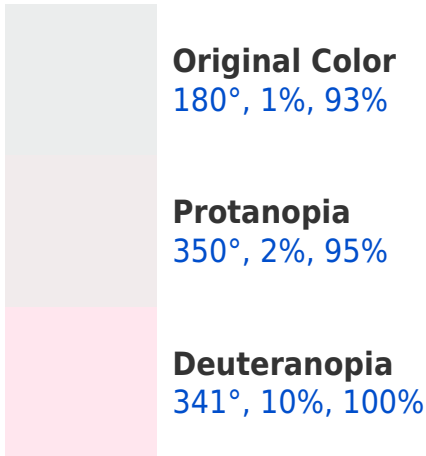 Original Color
180°, 1%, 93%
Protanopia
350°, 2%, 95%
Deuteranopia
341°, 10%, 100%